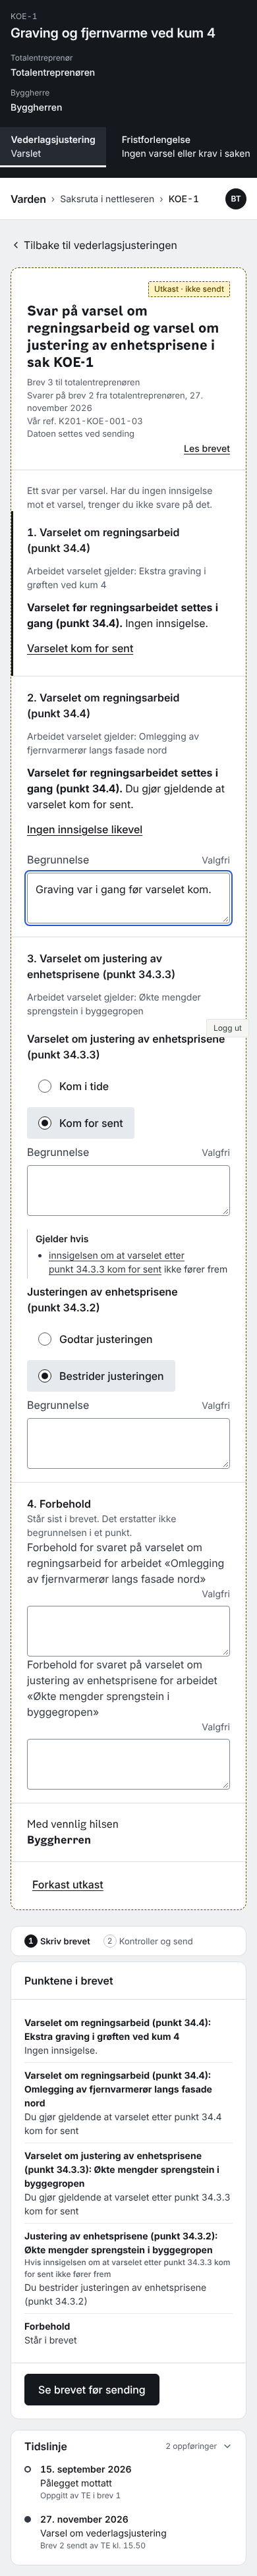 KOE-1
Graving og fjernvarme ved kum 4
Totalentreprenør
Totalentreprenøren
Byggherre
Byggherren
Vederlagsjustering
Varslet
Fristforlengelse
Ingen varsel eller krav i saken
Varden › Saksruta i nettleseren › KOE-1
BT
Tilbake til vederlagsjusteringen
Utkast · ikke sendt
Svar på varsel om
regningsarbeid og varsel om
justering av enhetsprisene i
sak KOE-1
Brev 3 til totalentreprenøren
Svarer på brev 2 fra totalentreprenøren, 27.
november 2026
Vår ref. K201-KOE-001-03
Datoen settes ved sending
Les brevet
Ett svar per varsel. Har du ingen innsigelse
mot et varsel, trenger du ikke svare på det.
1. Varselet om regningsarbeid
(punkt 34.4)
Arbeidet varselet gjelder: Ekstra graving i
grøften ved kum 4
Varselet før regningsarbeidet settes i
gang (punkt 34.4). Ingen innsigelse.
Varselet kom for sent
2. Varselet om regningsarbeid
(punkt 34.4)
Arbeidet varselet gjelder: Omlegging av
fjernvarmerør langs fasade nord
Varselet før regningsarbeidet settes i
gang (punkt 34.4). Du gjør gjeldende at
varselet kom for sent.
Ingen innsigelse likevel
Begrunnelse Valgfri
Graving var i gang før varselet kom.
3. Varselet om justering av
enhetsprisene (punkt 34.3.3)
Arbeidet varselet gjelder: Økte mengder
sprengstein i byggegropen
Logg ut
Varselet om justering av enhetsprisene
(punkt 34.3.3)
Kom i tide
Kom for sent
Begrunnelse Valgfri
Gjelder hvis
• innsigelsen om at varselet etter
punkt 34.3.3 kom for sent ikke fører frem
Justeringen av enhetsprisene
(punkt 34.3.2)
Godtar justeringen
Bestrider justeringen
Begrunnelse Valgfri
4. Forbehold
Står sist i brevet. Det erstatter ikke
begrunnelsen i et punkt.
Forbehold for svaret på varselet om
regningsarbeid for arbeidet «Omlegging
av fjernvarmerør langs fasade nord»
Valgfri
Forbehold for svaret på varselet om
justering av enhetsprisene for arbeidet
«Økte mengder sprengstein i
byggegropen»
Valgfri
Med vennlig hilsen
Byggherren
Forkast utkast
1 Skriv brevet 2 Kontroller og send
Punktene i brevet
Varselet om regningsarbeid (punkt 34.4):
Ekstra graving i grøften ved kum 4
Ingen innsigelse.
Varselet om regningsarbeid (punkt 34.4):
Omlegging av fjernvarmerør langs fasade
nord
Du gjør gjeldende at varselet etter punkt 34.4
kom for sent
Varselet om justering av enhetsprisene
(punkt 34.3.3): Økte mengder sprengstein i
byggegropen
Du gjør gjeldende at varselet etter punkt 34.3.3
kom for sent
Justering av enhetsprisene (punkt 34.3.2):
Økte mengder sprengstein i byggegropen
Hvis innsigelsen om at varselet etter punkt 34.3.3 kom
for sent ikke fører frem
Du bestrider justeringen av enhetsprisene
(punkt 34.3.2)
Forbehold
Står i brevet
Se brevet før sending
Tidslinje 2 oppføringer
15. september 2026
Pålegget mottatt
Oppgitt av TE i brev 1
27. november 2026
Varsel om vederlagsjustering
Brev 2 sendt av TE kl. 15.50